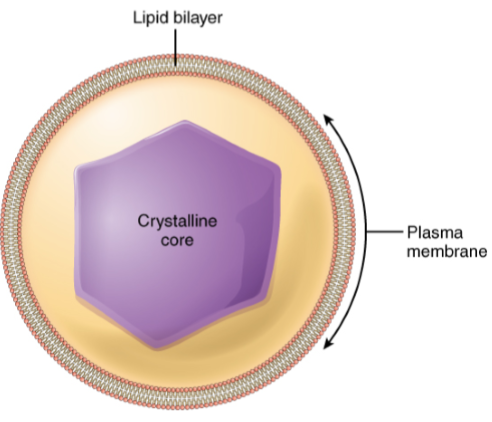 Lipid bilayer
Crystalline
core
Plasma
membrane